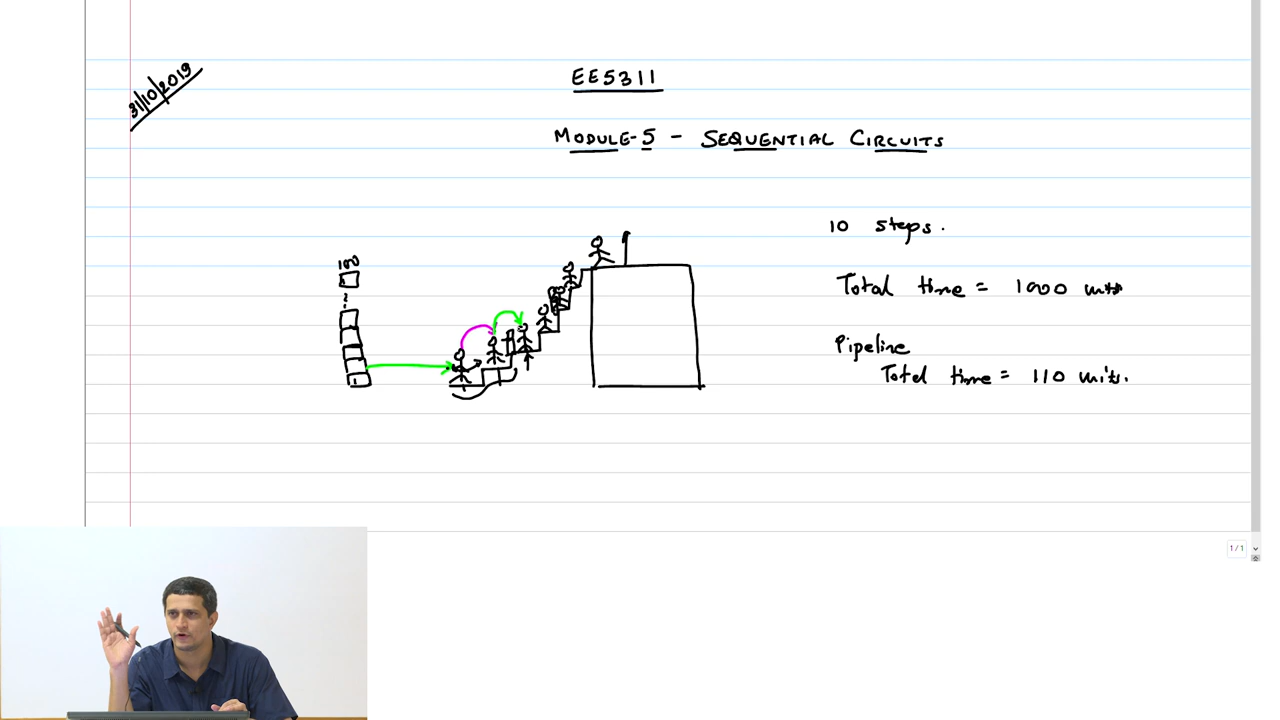 31/10/2019
EE5311
MODULE-5 - SEQUENTIAL CIRCUITS
100
1
10 steps.
Total time = 1000 units
Pipeline
Total time = 110 units.
1/1